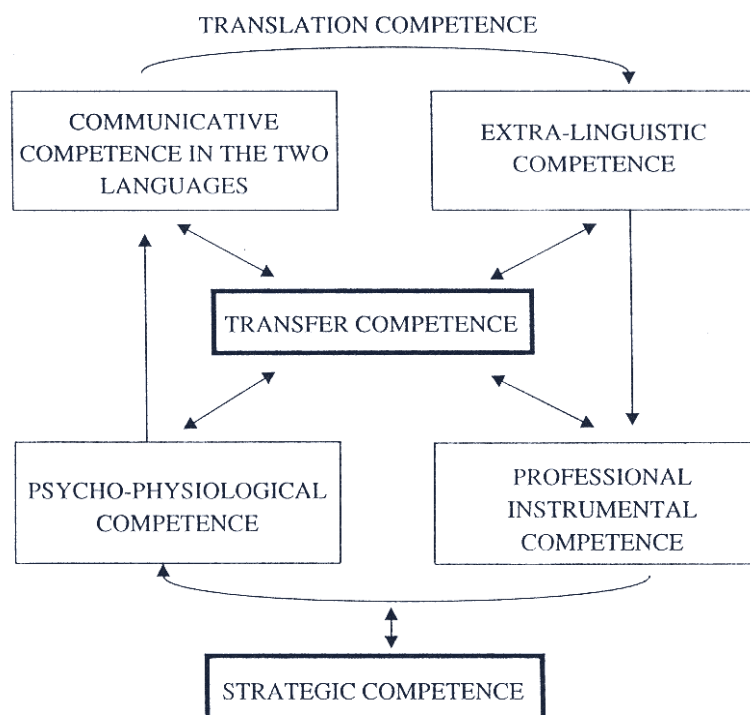 TRANSLATION COMPETENCE
COMMUNICATIVE
COMPETENCE IN THE TWO
LANGUAGES
EXTRA-LINGUISTIC
COMPETENCE
TRANSFER COMPETENCE
PSYCHO-PHYSIOLOGICAL
COMPETENCE
PROFESSIONAL
INSTRUMENTAL
COMPETENCE
STRATEGIC COMPETENCE